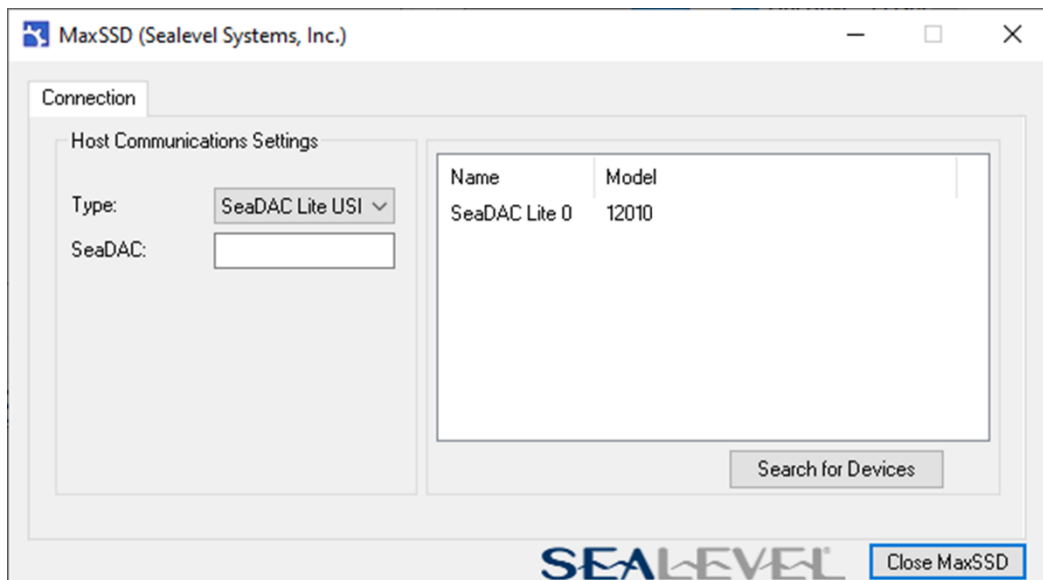 MaxSSD (Sealevel Systems, Inc.)
Connection
Host Communications Settings
Type:
SeaDAC Lite USI
SeaDAC:
Name Model
SeaDAC Lite 0 12010
Search for Devices
SEALEVEL
Close MaxSSD